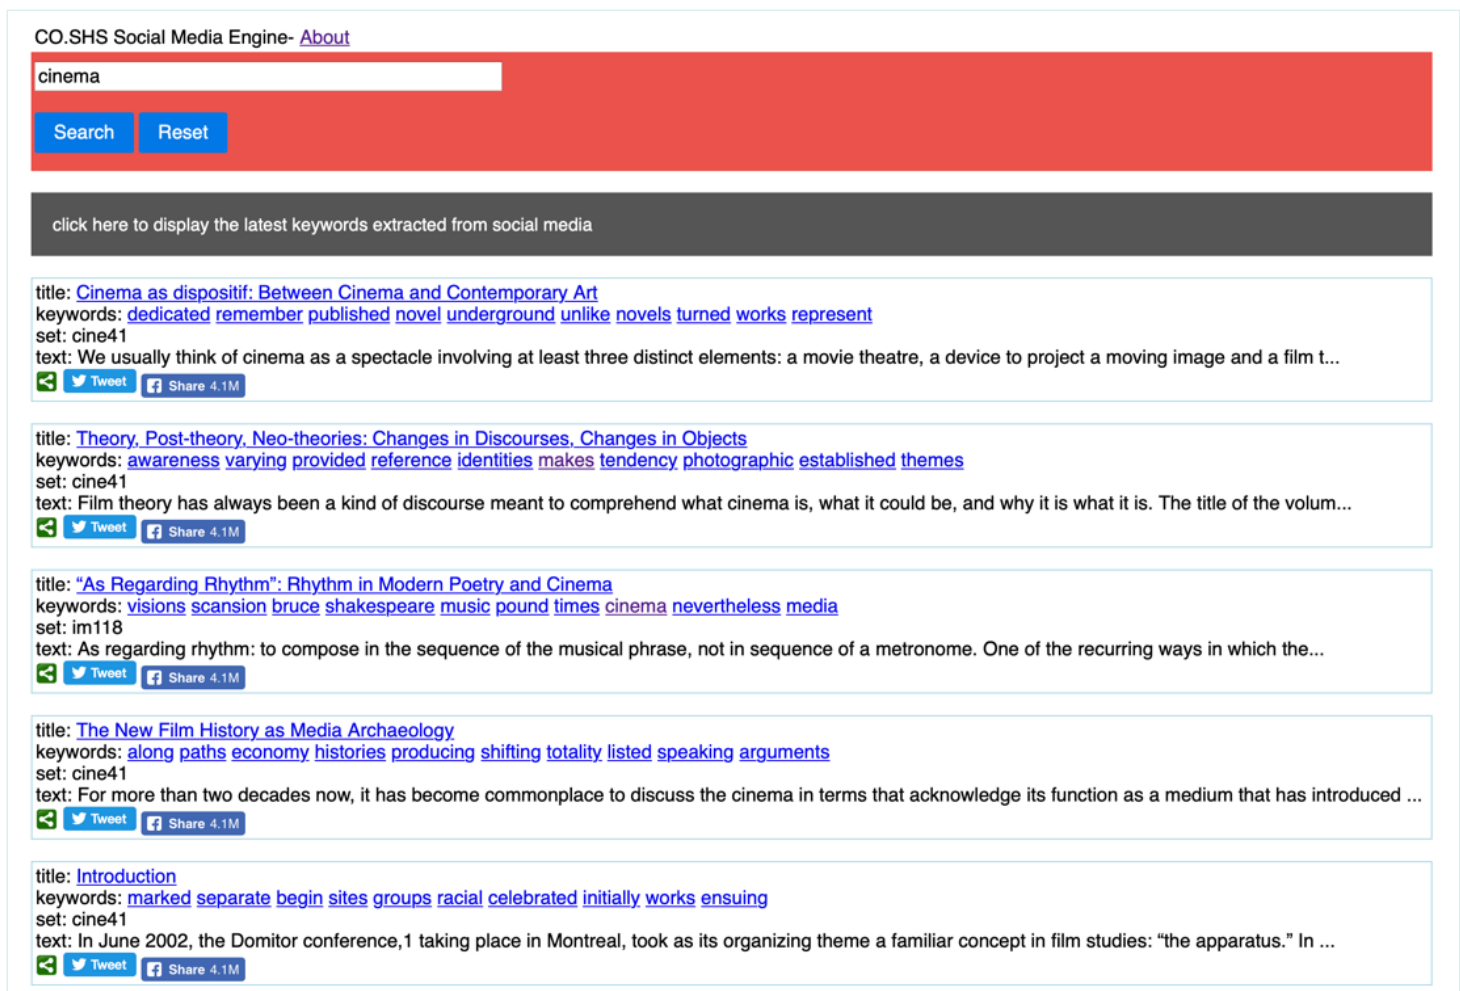 CO.SHS Social Media Engine- About
cinema
Search Reset
click here to display the latest keywords extracted from social media
title: Cinema as dispositif: Between Cinema and Contemporary Art
keywords: dedicated remember published novel underground unlike novels turned works represent
set: cine41
text: We usually think of cinema as a spectacle involving at least three distinct elements: a movie theatre, a device to project a moving image and a film t...
Tweet Share 4.1M
title: Theory, Post-theory, Neo-theories: Changes in Discourses, Changes in Objects
keywords: awareness varying provided reference identities makes tendency photographic established themes
set: cine41
text: Film theory has always been a kind of discourse meant to comprehend what cinema is, what it could be, and why it is what it is. The title of the volum...
Tweet Share 4.1M
title: “As Regarding Rhythm”: Rhythm in Modern Poetry and Cinema
keywords: visions scansion bruce shakespeare music pound times cinema nevertheless media
set: im118
text: As regarding rhythm: to compose in the sequence of the musical phrase, not in sequence of a metronome. One of the recurring ways in which the...
Tweet Share 4.1M
title: The New Film History as Media Archaeology
keywords: along paths economy histories producing shifting totality listed speaking arguments
set: cine41
text: For more than two decades now, it has become commonplace to discuss the cinema in terms that acknowledge its function as a medium that has introduced ...
Tweet Share 4.1M
title: Introduction
keywords: marked separate begin sites groups racial celebrated initially works ensuing
set: cine41
text: In June 2002, the Domitor conference,1 taking place in Montreal, took as its organizing theme a familiar concept in film studies: “the apparatus.” In ...
Tweet Share 4.1M